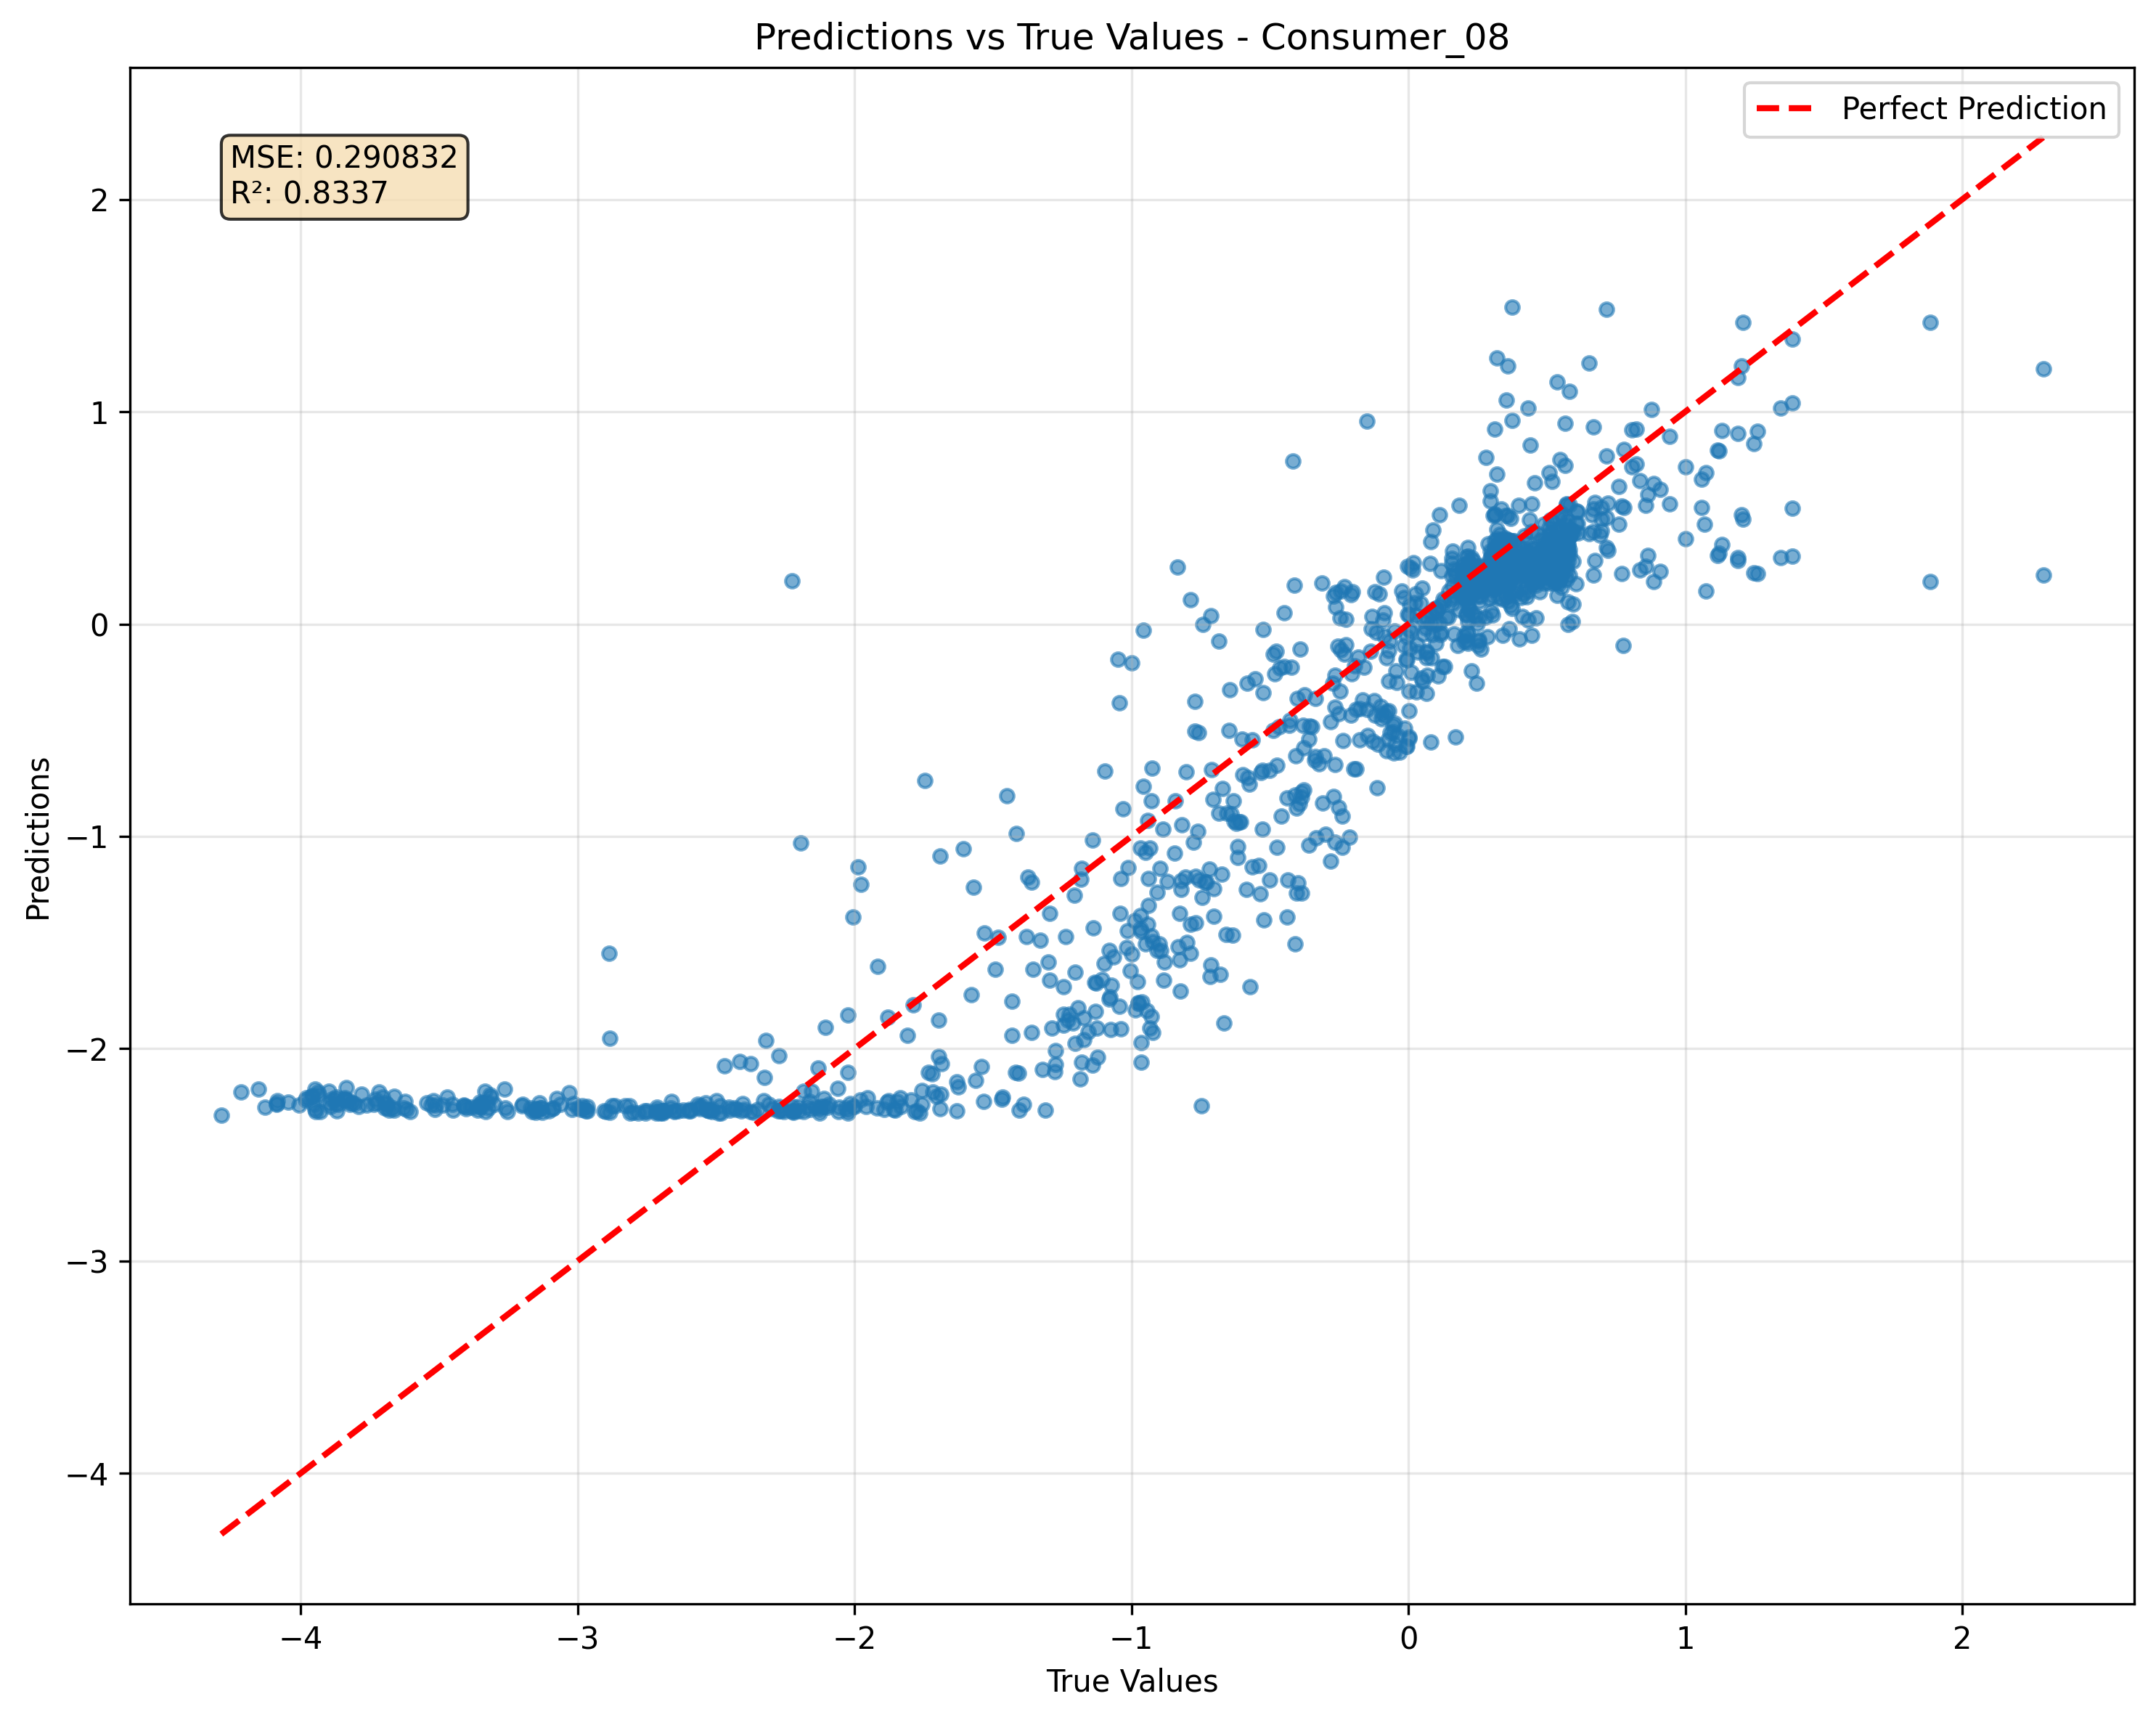 Predictions vs True Values - Consumer_08
Perfect Prediction
MSE: 0.290832
R²: 0.8337
2
1
0
−1
−2
−3
−4
Predictions
−4 −3 −2 −1 0 1 2
True Values